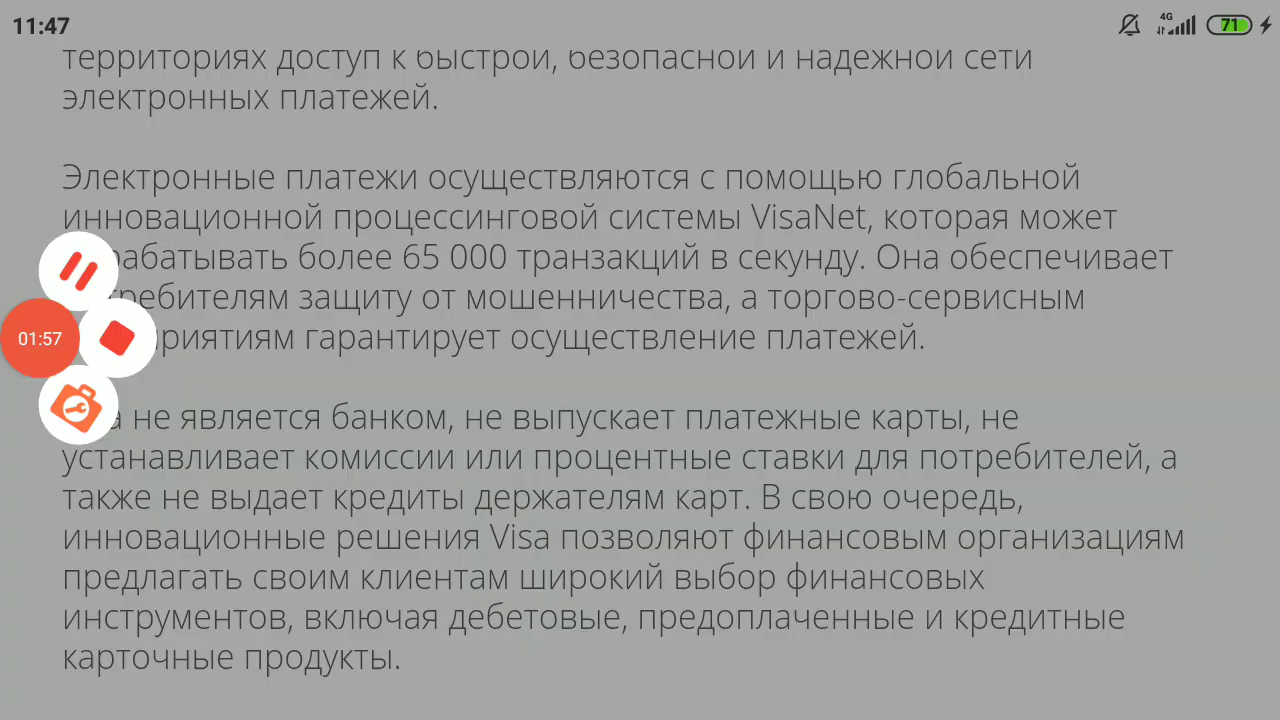 11:47
4G
71
территориях доступ к быстрой, безопасной и надежной сети
электронных платежей.
Электронные платежи осуществляются с помощью глобальной
инновационной процессинговой системы VisaNet, которая может
рабатывать более 65 000 транзакций в секунду. Она обеспечивает
требителям защиту от мошенничества, а торгово-сервисным
01:57
риятиям гарантирует осуществление платежей.
а не является банком, не выпускает платежные карты, не
устанавливает комиссии или процентные ставки для потребителей, а
также не выдает кредиты держателям карт. В свою очередь,
инновационные решения Visa позволяют финансовым организациям
предлагать своим клиентам широкий выбор финансовых
инструментов, включая дебетовые, предоплаченные и кредитные
карточные продукты.